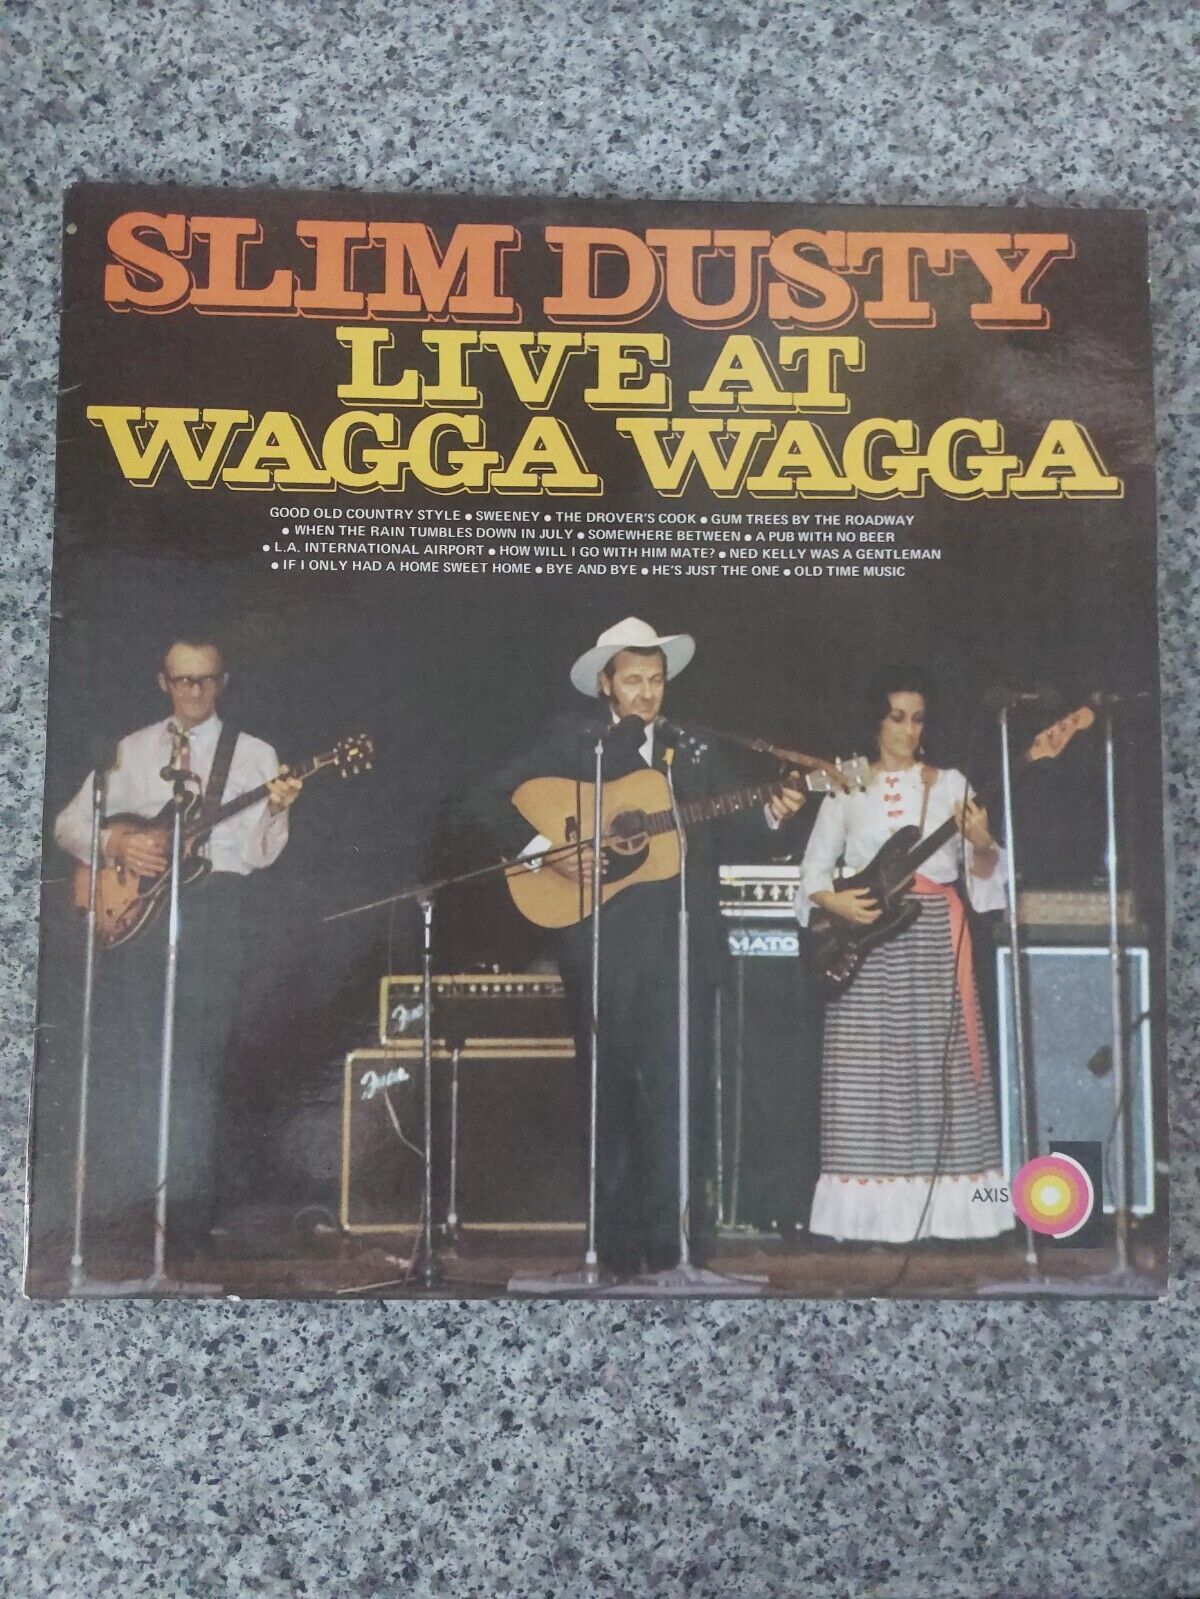 SLIM DUSTY
LIVE AT
WAGGA WAGGA
GOOD OLD COUNTRY STYLE • SWEENEY • THE DROVER'S COOK • GUM TREES BY THE ROADWAY
• WHEN THE RAIN TUMBLES DOWN IN JULY • SOMEWHERE BETWEEN • A PUB WITH NO BEER
• L.A. INTERNATIONAL AIRPORT • HOW WILL I GO WITH HIM MATE? • NED KELLY WAS A GENTLEMAN
• IF I ONLY HAD A HOME SWEET HOME • BYE AND BYE • HE'S JUST THE ONE • OLD TIME MUSIC
MATO
Fender
AXIS